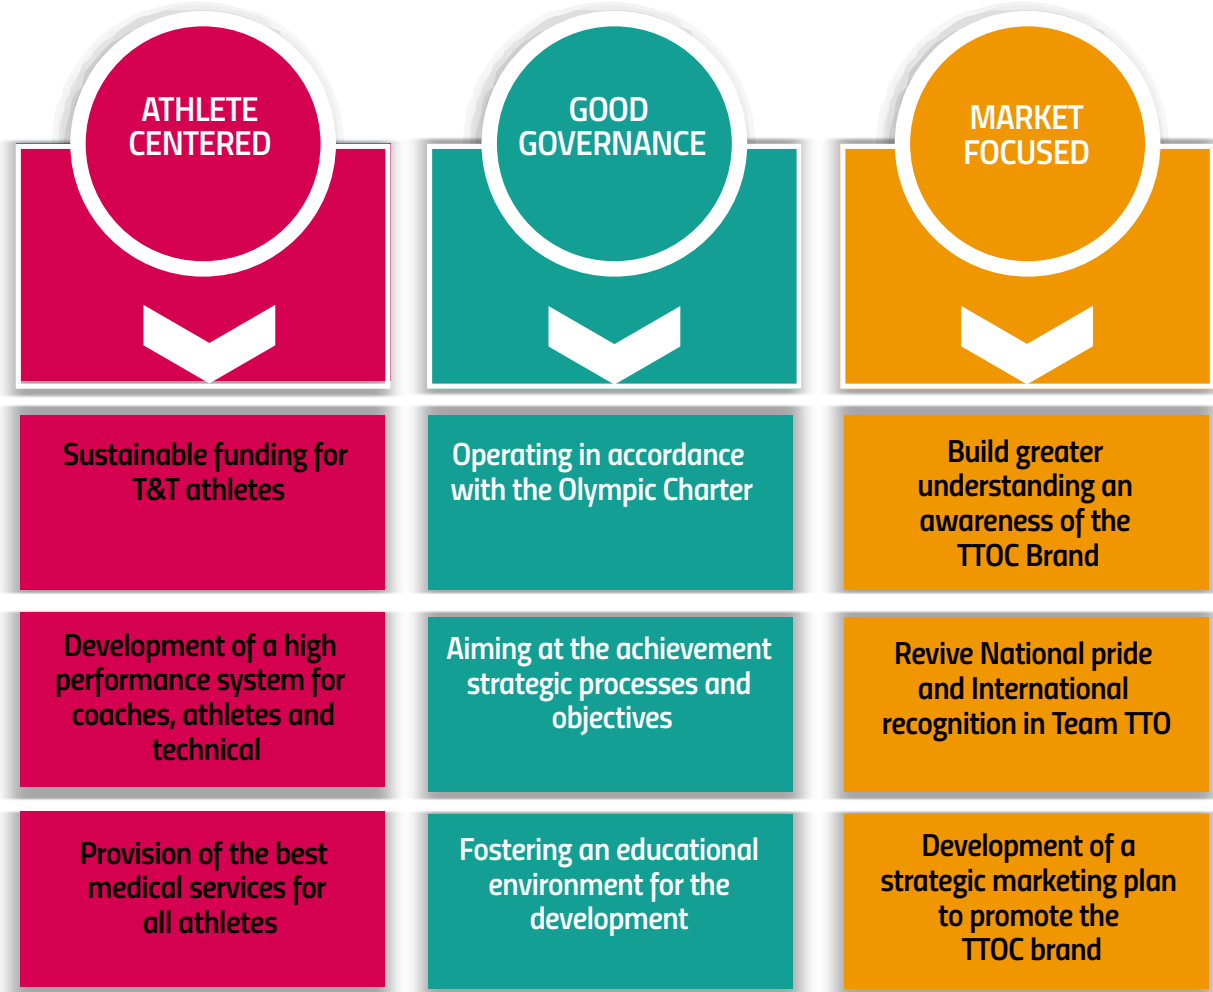 ATHLETE
CENTERED
Sustainable funding for
T&T athletes
Development of a high
performance system for
coaches, athletes and
technical
Provision of the best
medical services for
all athletes
GOOD
GOVERNANCE
Operating in accordance
with the Olympic Charter
Aiming at the achievement
strategic processes and
objectives
Fostering an educational
environment for the
development
MARKET
FOCUSED
Build greater
understanding an
awareness of the
TTOC Brand
Revive National pride
and International
recognition in Team TTO
Development of a
strategic marketing plan
to promote the
TTOC brand